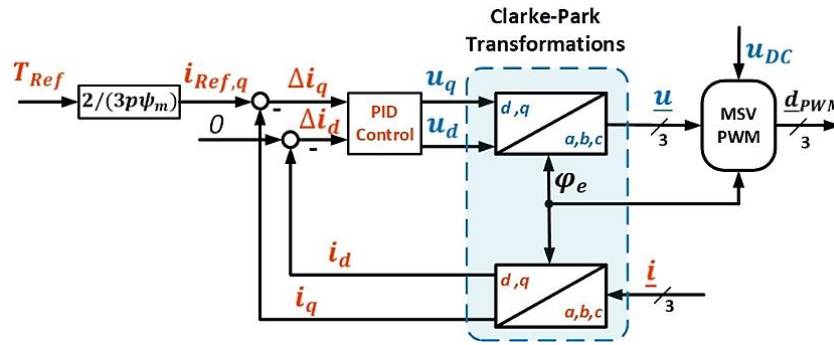 Clarke-Park
Transformations
T_Ref
2/(3pψ_m)
i_Ref,q
-
Δi_q
0
Δi_d
-
PID
Control
u_q
u_d
d,q
a,b,c
u
3
u_DC
MSV
PWM
d_PWM
3
φ_e
i_d
i_q
d,q
a,b,c
i
3